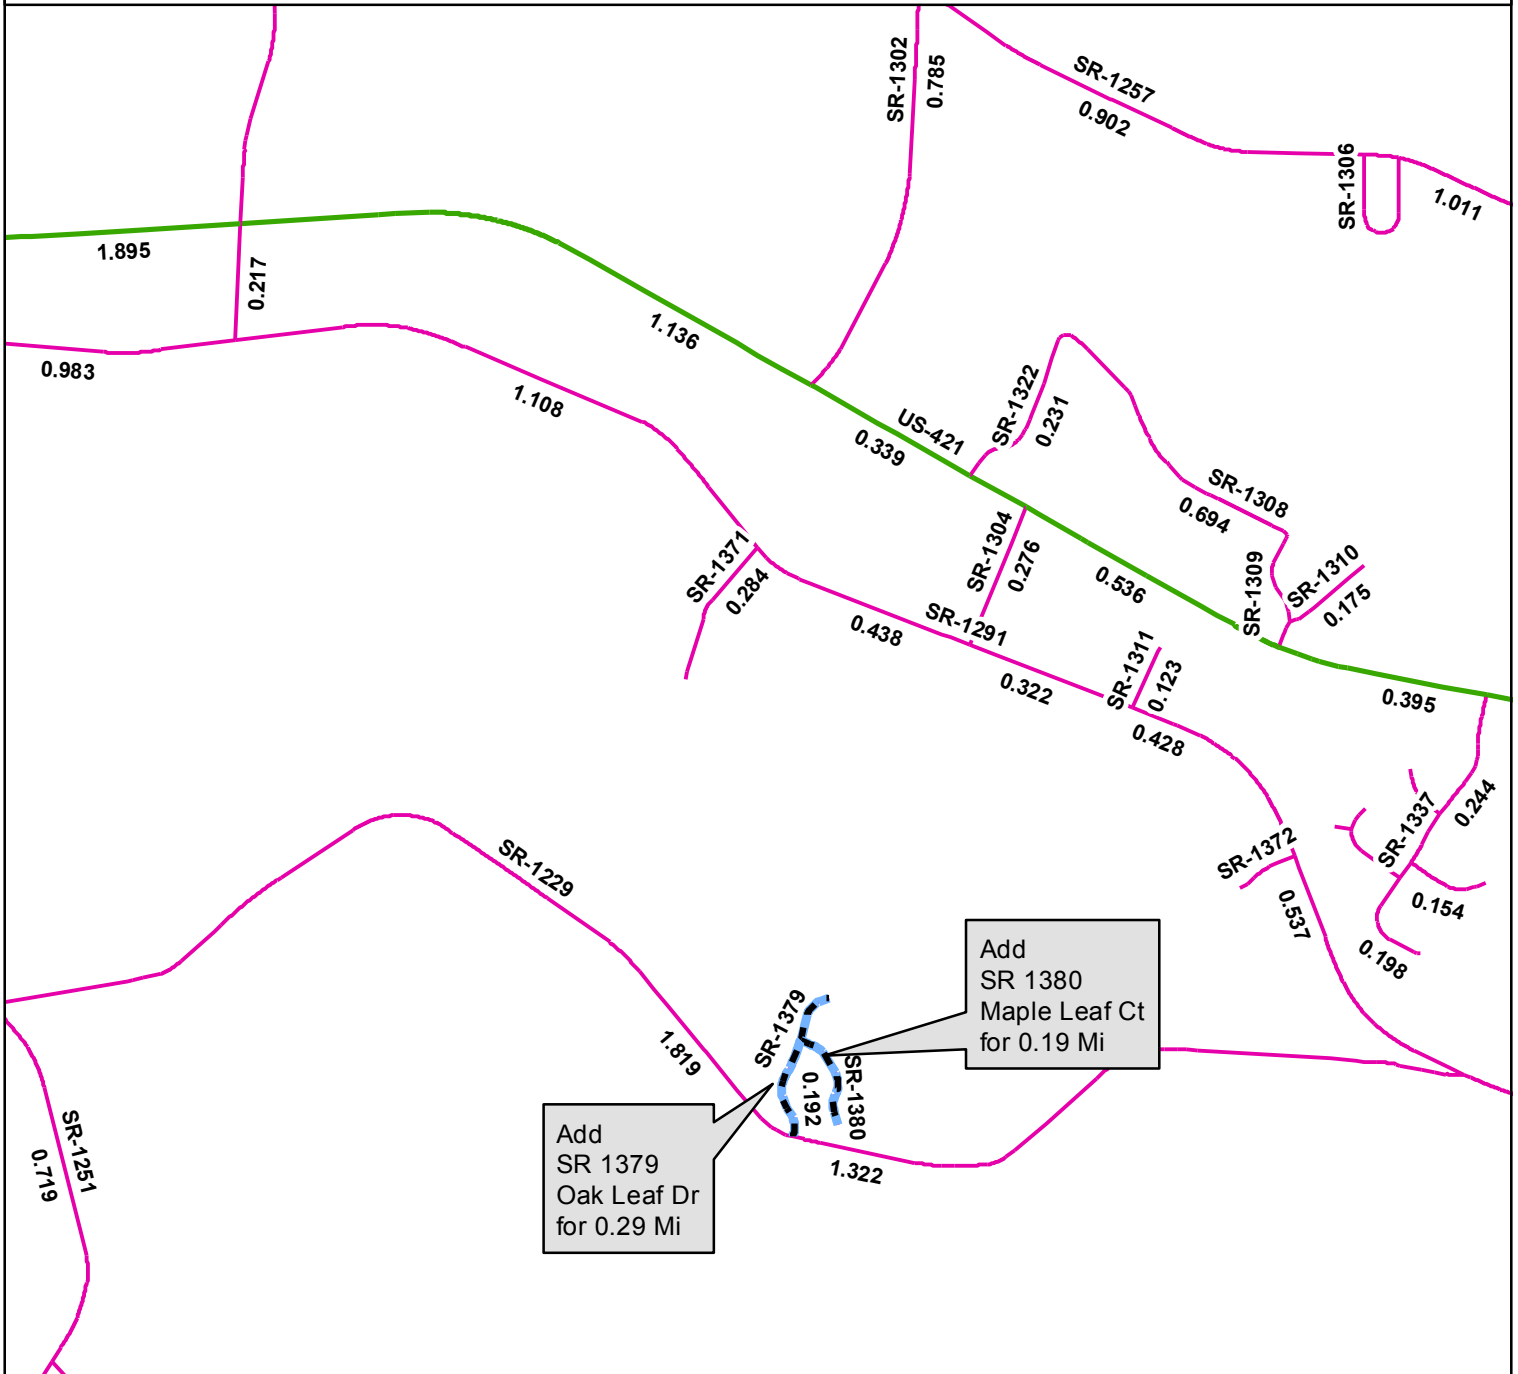 SR-1302
0.785
SR-1257
0.902
SR-1306
1.011
1.895
0.217
1.136
0.983
1.108
US-421
0.339
SR-1322
0.231
SR-1308
0.694
SR-1371
0.284
SR-1304
0.276
0.536
SR-1309
SR-1310
0.175
0.438
SR-1291
0.322
SR-1311
0.123
0.428
0.395
SR-1337
0.244
SR-1372
0.537
0.154
0.198
SR-1229
1.819
SR-1379
0.192
SR-1380
Add
SR 1380
Maple Leaf Ct
for 0.19 Mi
Add
SR 1379
Oak Leaf Dr
for 0.29 Mi
1.322
SR-1251
0.719